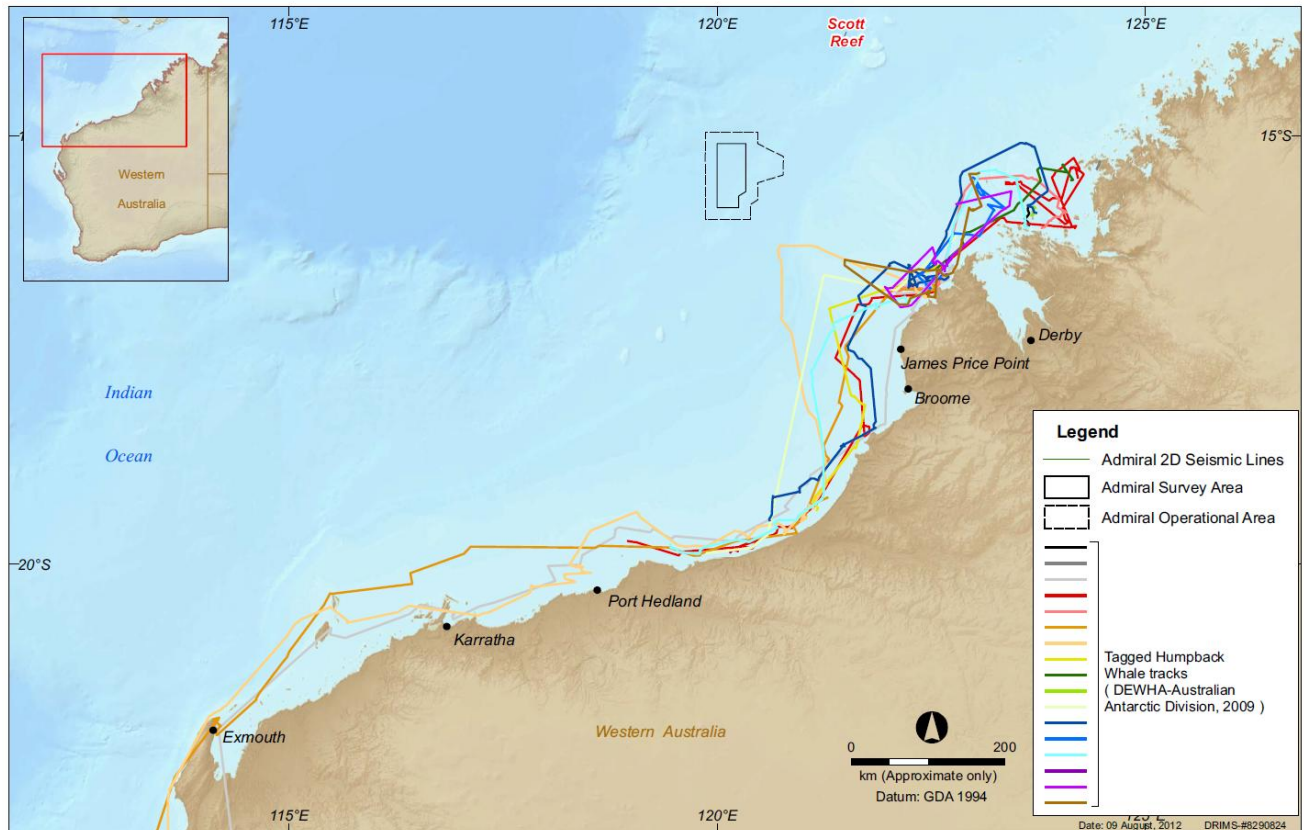 115°E
120°E
125°E
Scott
Reef
Western
Australia
15°S
Derby
James Price Point
Broome
Indian
Ocean
Legend
Admiral 2D Seismic Lines
Admiral Survey Area
Admiral Operational Area
20°S
Port Hedland
Karratha
Tagged Humpback
Whale tracks
( DEWHA-Australian
Antarctic Division, 2009 )
Exmouth
Western Australia
0 200
km (Approximate only)
Datum: GDA 1994
115°E
120°E
Date: 09 August, 2012 DRIMS-#8290824